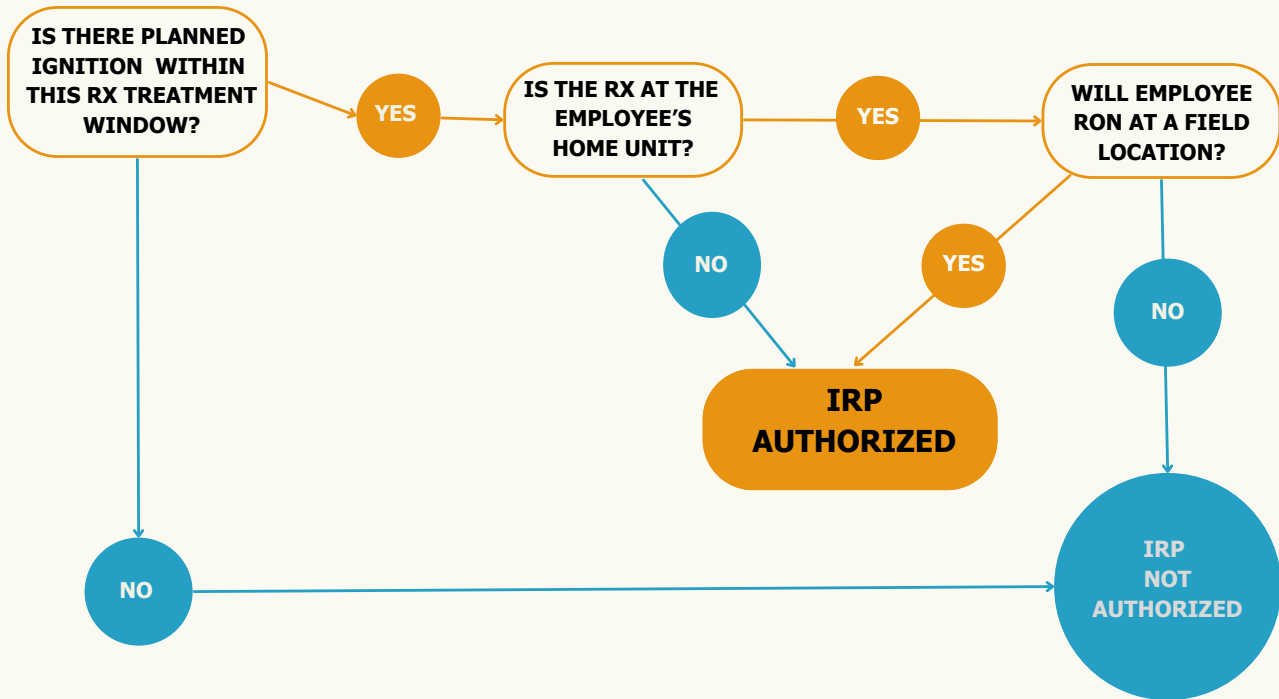 IS THERE PLANNED
IGNITION WITHIN
THIS RX TREATMENT
WINDOW?
YES
IS THE RX AT THE
EMPLOYEE'S
HOME UNIT?
YES
WILL EMPLOYEE
RON AT A FIELD
LOCATION?
NO
YES
NO
IRP
AUTHORIZED
NO
IRP
NOT
AUTHORIZED